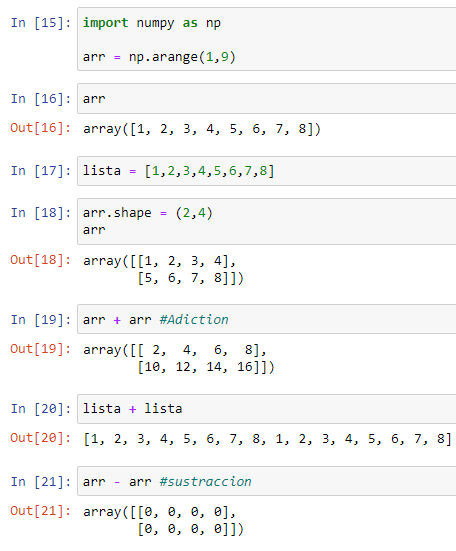 In [15]: import numpy as np
arr = np.arange(1,9)
In [16]: arr
Out[16]: array([1, 2, 3, 4, 5, 6, 7, 8])
In [17]: lista = [1,2,3,4,5,6,7,8]
In [18]: arr.shape = (2,4)
arr
Out[18]: array([[1, 2, 3, 4],
[5, 6, 7, 8]])
In [19]: arr + arr #Adiction
Out[19]: array([[ 2,  4,  6,  8],
[10, 12, 14, 16]])
In [20]: lista + lista
Out[20]: [1, 2, 3, 4, 5, 6, 7, 8, 1, 2, 3, 4, 5, 6, 7, 8]
In [21]: arr - arr #sustraccion
Out[21]: array([[0, 0, 0, 0],
[0, 0, 0, 0]])